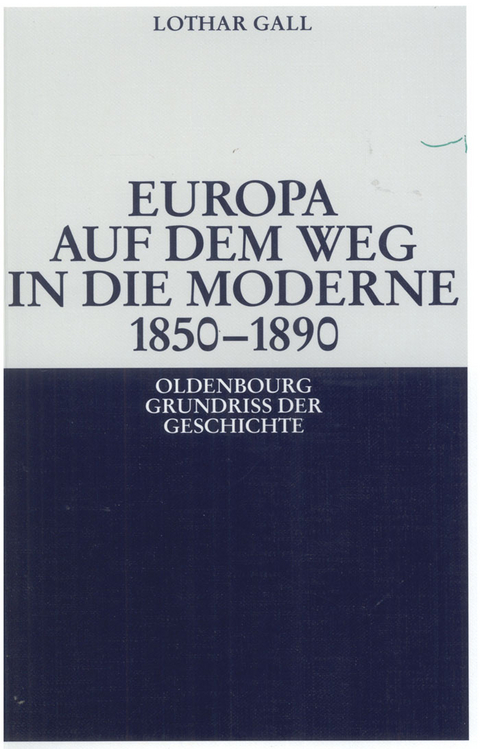 LOTHAR GALL
EUROPA
AUF DEM WEG
IN DIE MODERNE
1850–1890
OLDENBOURG
GRUNDRISS DER
GESCHICHTE